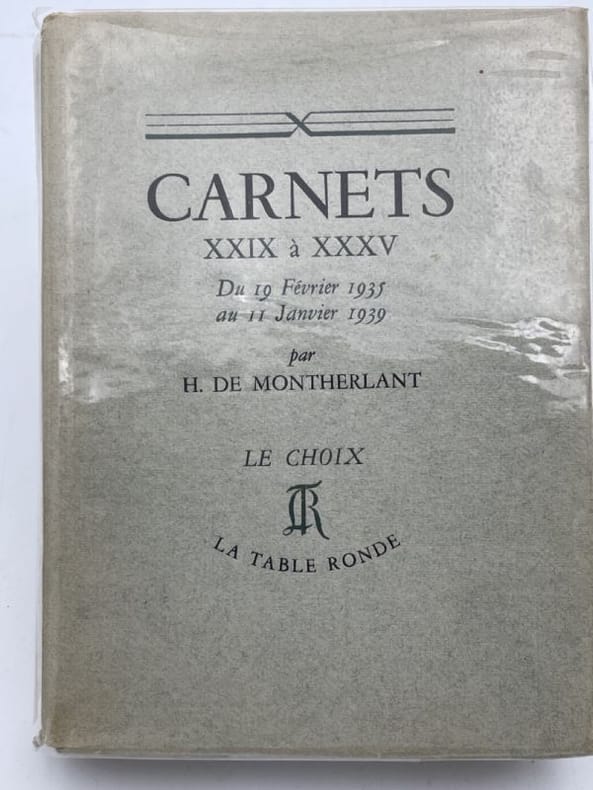 CARNETS
XXIX à XXXV
Du 19 Février 1935
au 11 Janvier 1939
par
H. DE MONTHERLANT
LE CHOIX
TR
LA TABLE RONDE